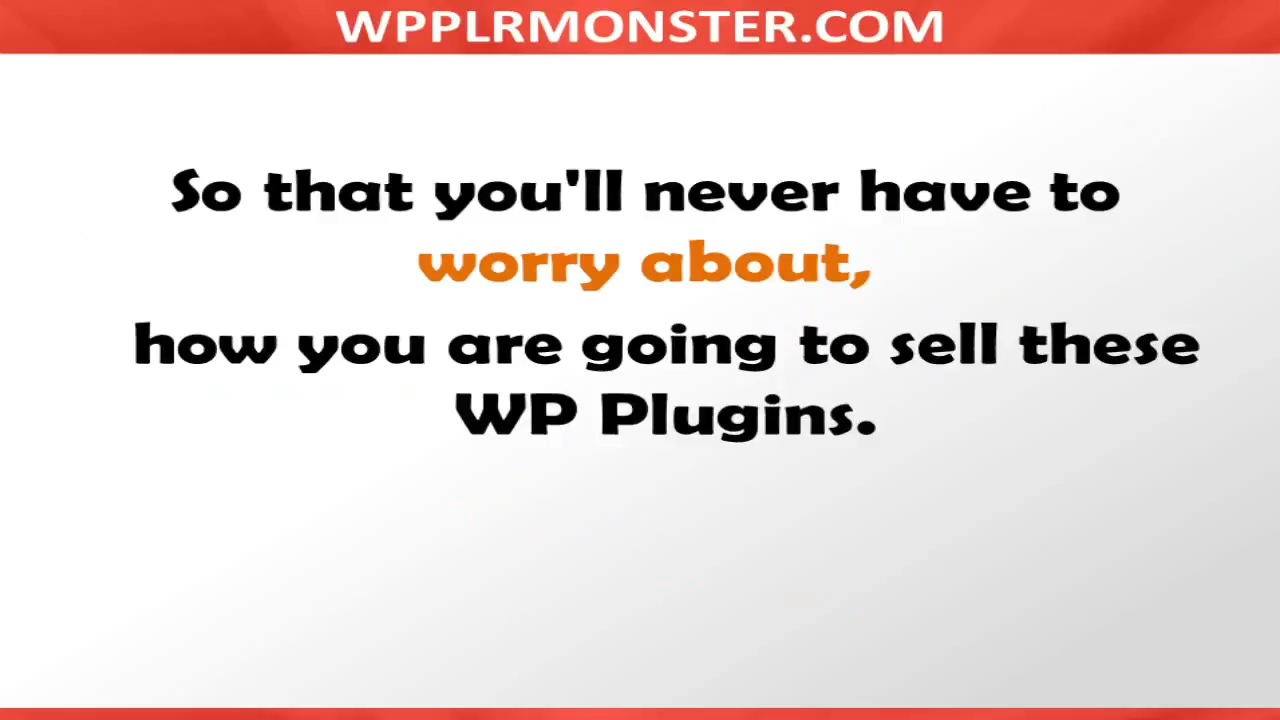 WPPLRMONSTER.COM
So that you'll never have to
worry about,
how you are going to sell these
WP Plugins.